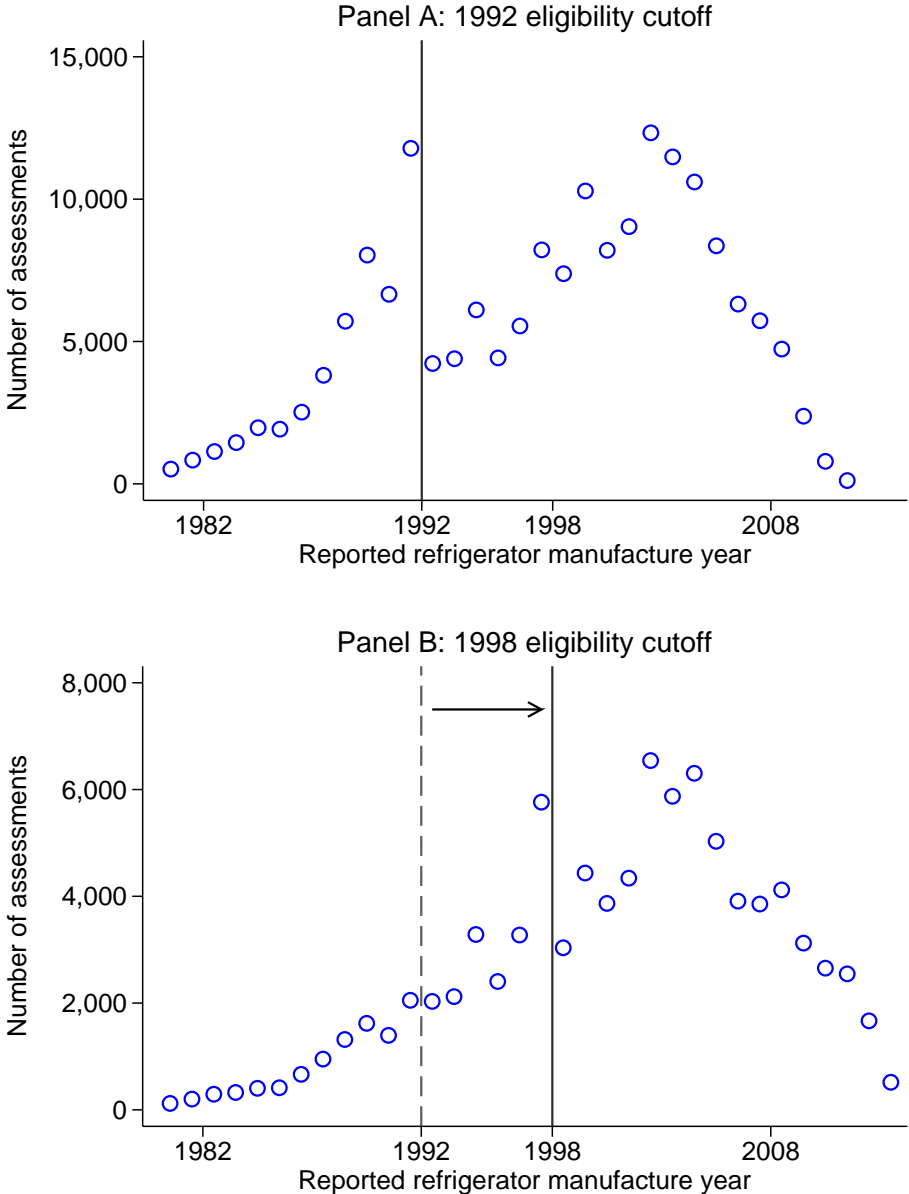 Panel A: 1992 eligibility cutoff
15,000
10,000
5,000
0
Number of assessments
1982 1992 1998 2008
Reported refrigerator manufacture year
Panel B: 1998 eligibility cutoff
8,000
6,000
4,000
2,000
0
Number of assessments
1982 1992 1998 2008
Reported refrigerator manufacture year